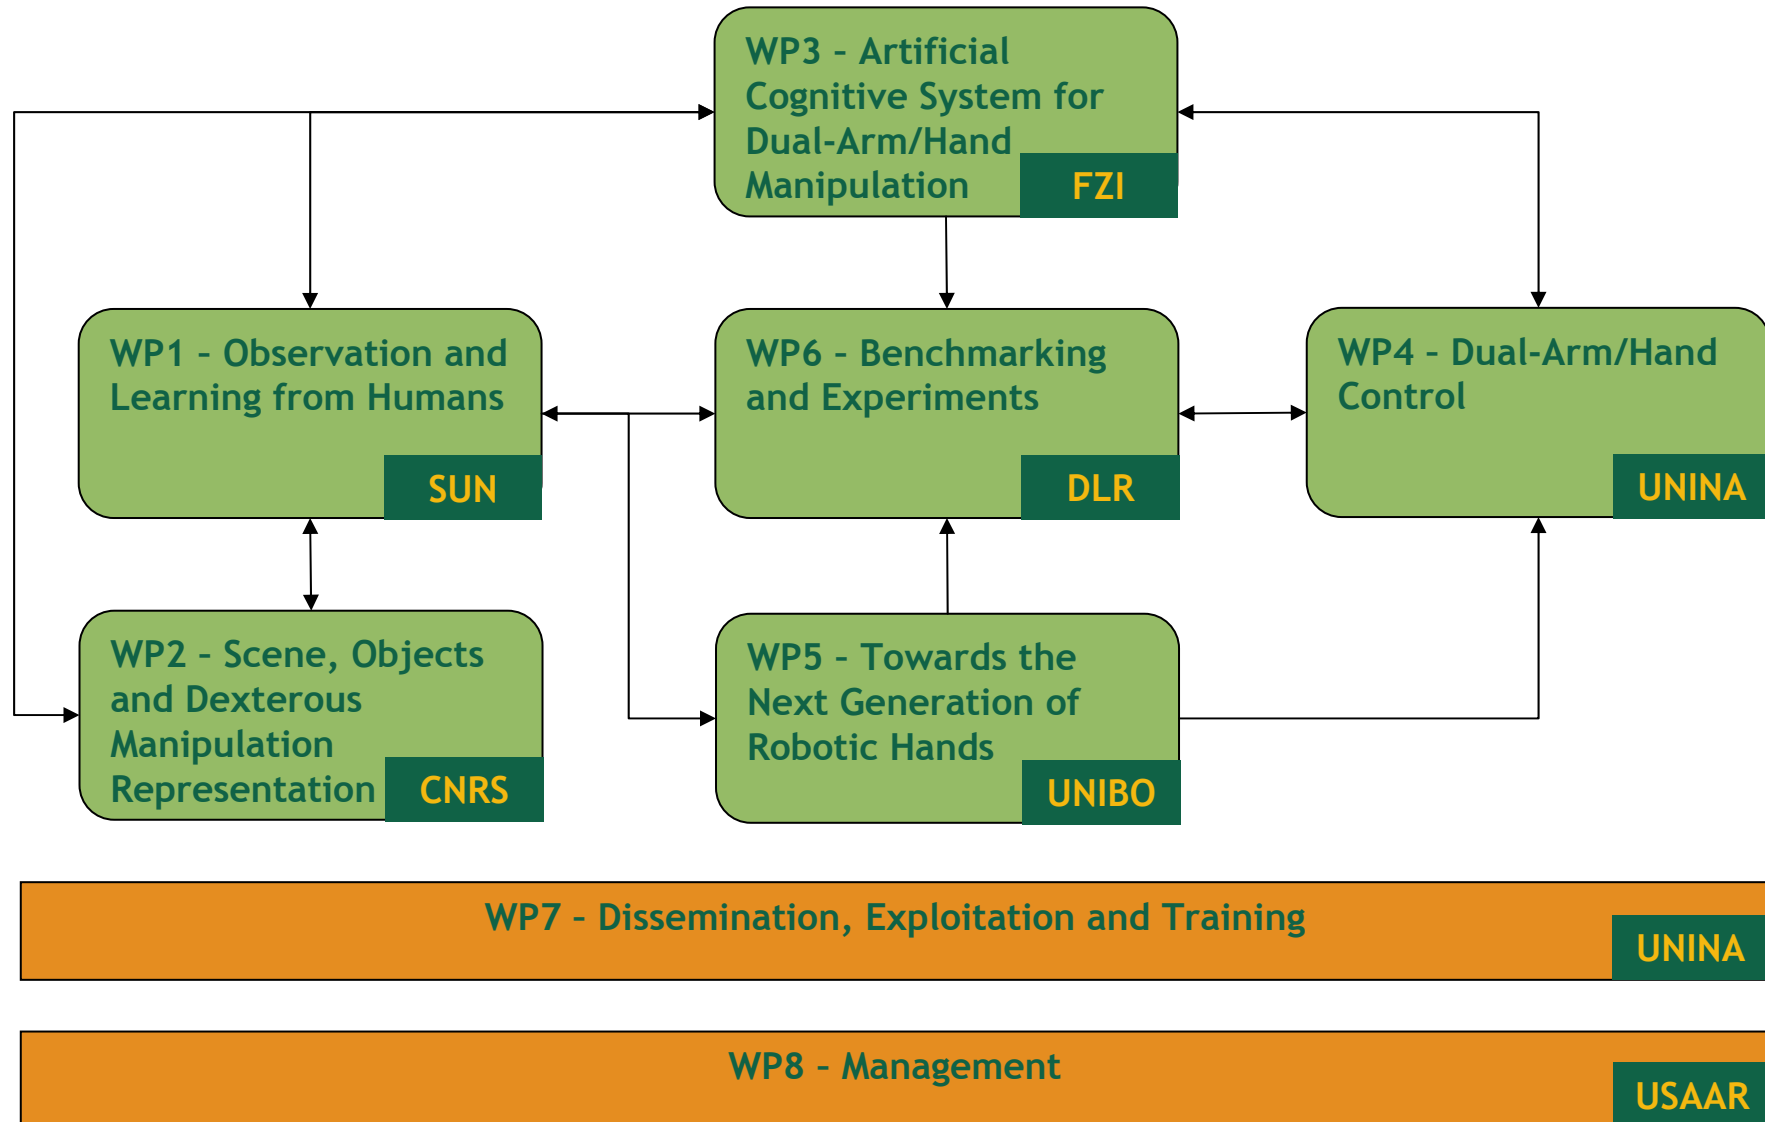 WP3 – Artificial
Cognitive System for
Dual-Arm/Hand
Manipulation
FZI
WP1 – Observation and
Learning from Humans
SUN
WP6 – Benchmarking
and Experiments
DLR
WP4 – Dual-Arm/Hand
Control
UNINA
WP2 – Scene, Objects
and Dexterous
Manipulation
Representation
CNRS
WP5 – Towards the
Next Generation of
Robotic Hands
UNIBO
WP7 – Dissemination, Exploitation and Training
UNINA
WP8 – Management
USAAR